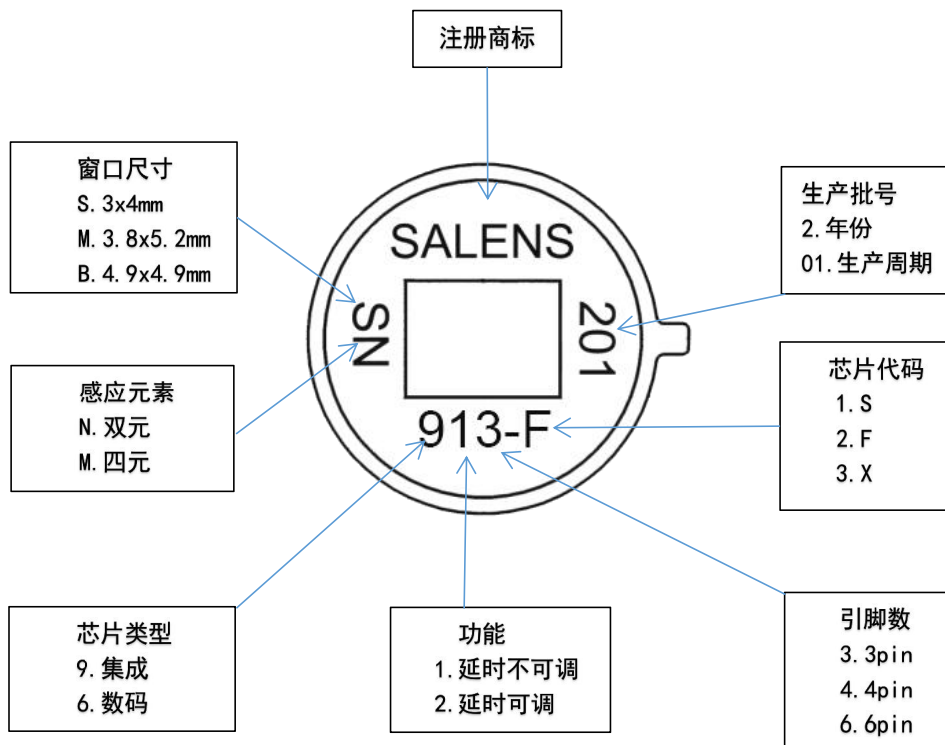 注册商标
窗口尺寸
S.3x4mm
M.3.8x5.2mm
B.4.9x4.9mm
生产批号
2.年份
01.生产周期
SALENS
SN
201
913-F
感应元素
N.双元
M.四元
芯片代码
1.S
2.F
3.X
芯片类型
9.集成
6.数码
功能
1.延时不可调
2.延时可调
引脚数
3.3pin
4.4pin
6.6pin